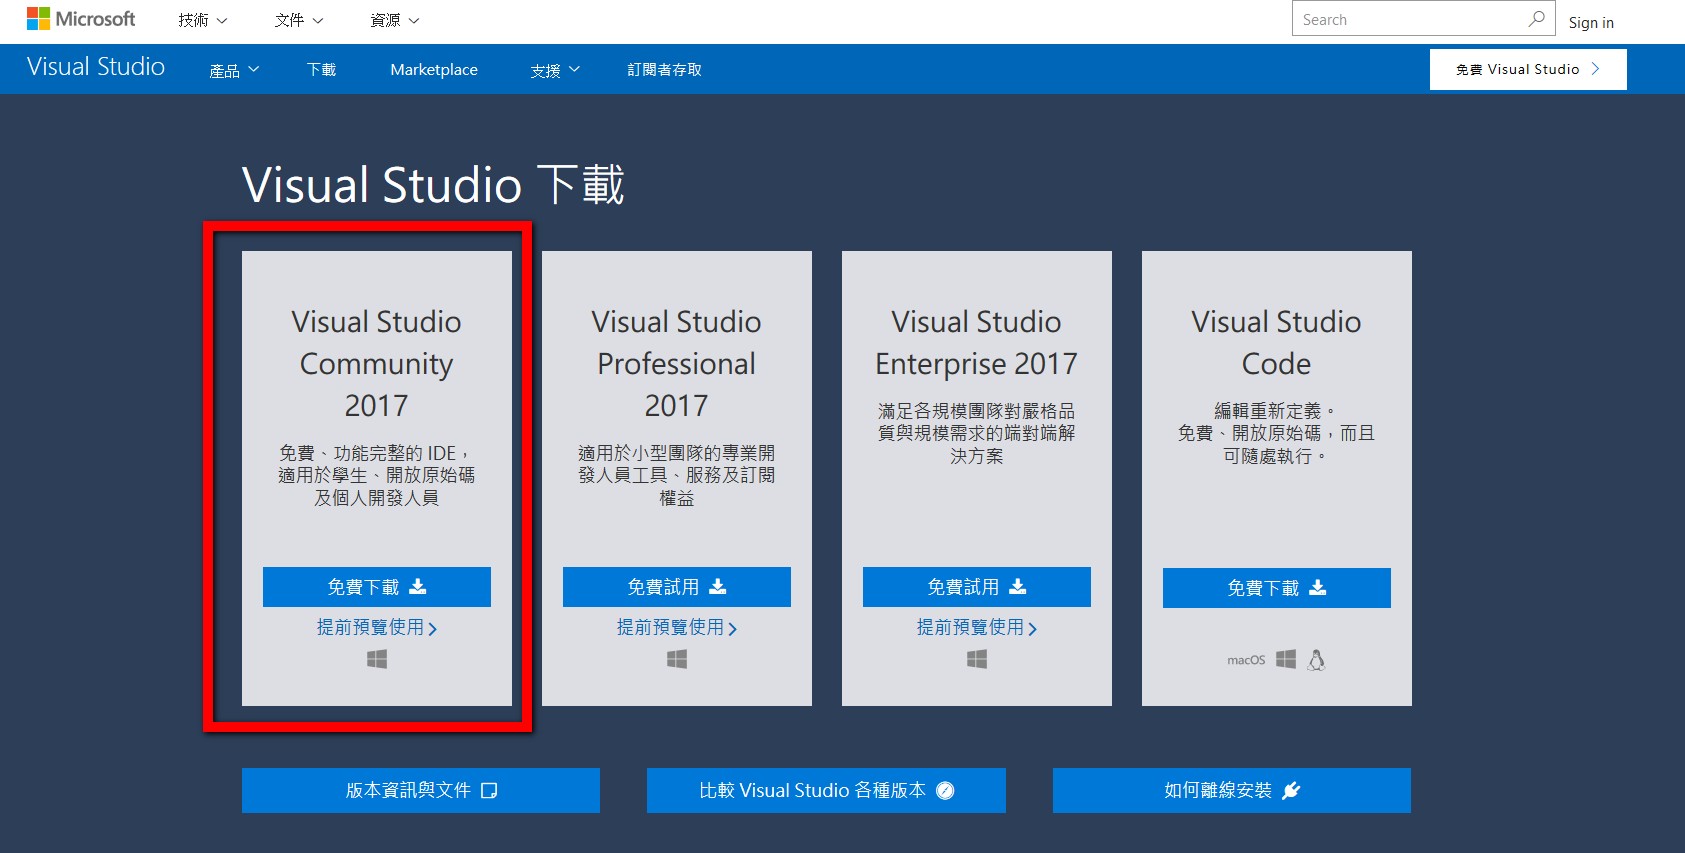 Microsoft 技術 文件 資源 Search Sign in
Visual Studio 產品 下載 Marketplace 支援 訂閱者存取 免費 Visual Studio
Visual Studio 下載
Visual Studio
Community
2017
免費、功能完整的 IDE，
適用於學生、開放原始碼
及個人開發人員
免費下載
提前預覽使用
Visual Studio
Professional
2017
適用於小型團隊的專業開
發人員工具、服務及訂閱
權益
免費試用
提前預覽使用
Visual Studio
Enterprise 2017
滿足各規模團隊對嚴格品
質與規模需求的端對端解
決方案
免費試用
提前預覽使用
Visual Studio
Code
編輯重新定義。
免費、開放原始碼，而且
可隨處執行。
免費下載
macOS
版本資訊與文件 比較 Visual Studio 各種版本 如何離線安裝